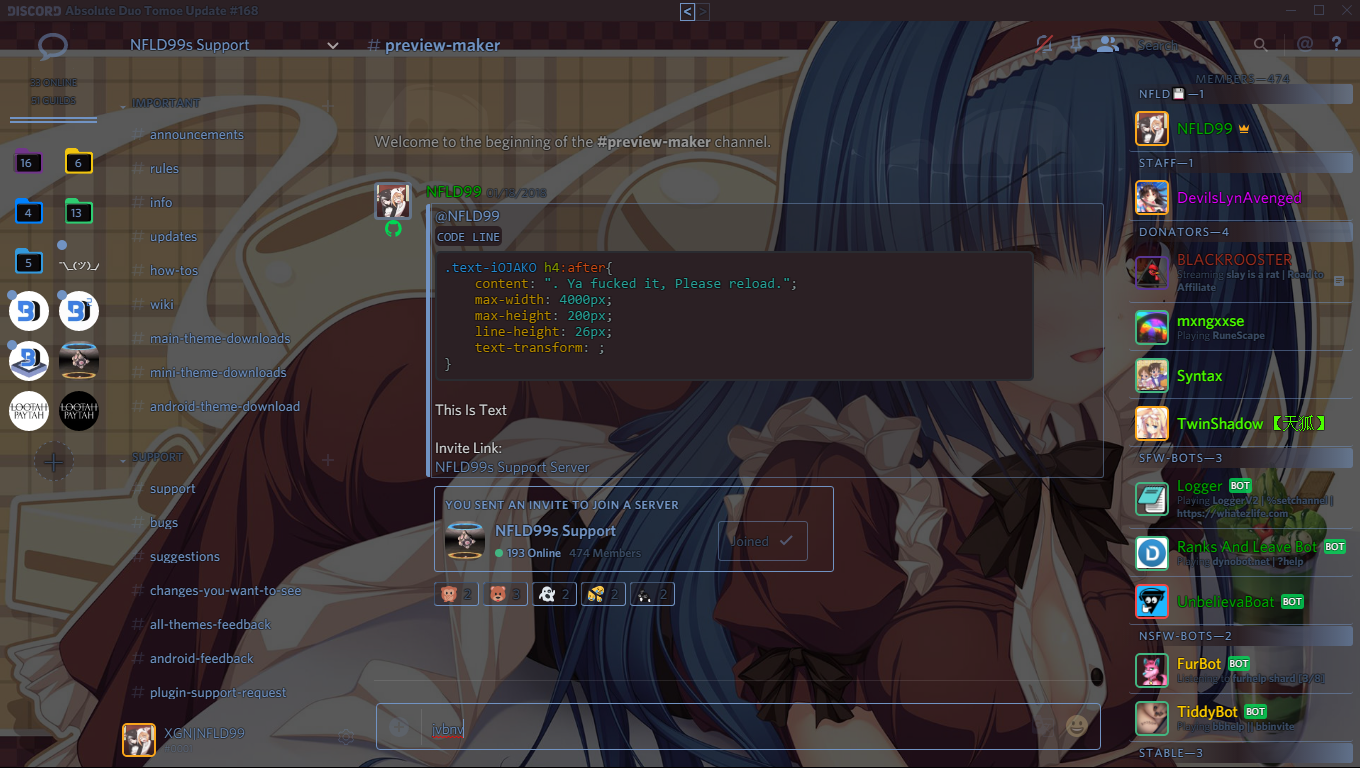 DISCORD Absolute Duo Tomoe Update #168
< >
NFLD99s Support
# preview-maker
Search
@ ?
33 ONLINE
81 GUILDS
16
6
4
13
5
¯\_(ツ)_/¯
LOOTAH
PAYTAH
LOOTAH
PAYTAH
IMPORTANT
# announcements
# rules
# info
# updates
# how-tos
# wiki
# main-theme-downloads
# mini-theme-downloads
# android-theme-download
SUPPORT
# support
# bugs
# suggestions
# changes-you-want-to-see
# all-themes-feedback
# android-feedback
# plugin-support-request
XGNINFLD99
Welcome to the beginning of the #preview-maker channel.
NFLD99 01/16/2018
@NFLD99
CODE LINE
.text-iOJAKO h4:after{
content: ". Ya fucked it, Please reload.";
max-width: 4000px;
max-height: 200px;
line-height: 26px;
text-transform: ;
}
This Is Text
Invite Link:
NFLD99s Support Server
YOU SENT AN INVITE TO JOIN A SERVER
NFLD99s Support
193 Online 474 Members
Joined
2
3
2
2
2
jvbnv
MEMBERS—474
NFLD💾—1
NFLD99
STAFF—1
DevilsLynAvenged
DONATORS—4
BLACKROOSTER
Streaming slay is a rat | Road to
Affiliate
mxngxxse
Playing RuneScape
Syntax
TwinShadow 【天狐】
SFW-BOTS—3
Logger BOT
Playing LoggerV2 | %setchannel |
https://whatezlite.com
Ranks And Leave Bot BOT
Playing dynobot.net | ?help
UnbelievaBoat BOT
NSFW-BOTS—2
FurBot BOT
Listening to furhelp shard [8/8]
TiddyBot BOT
Playing bbhelp || bbinvite
STABLE—3